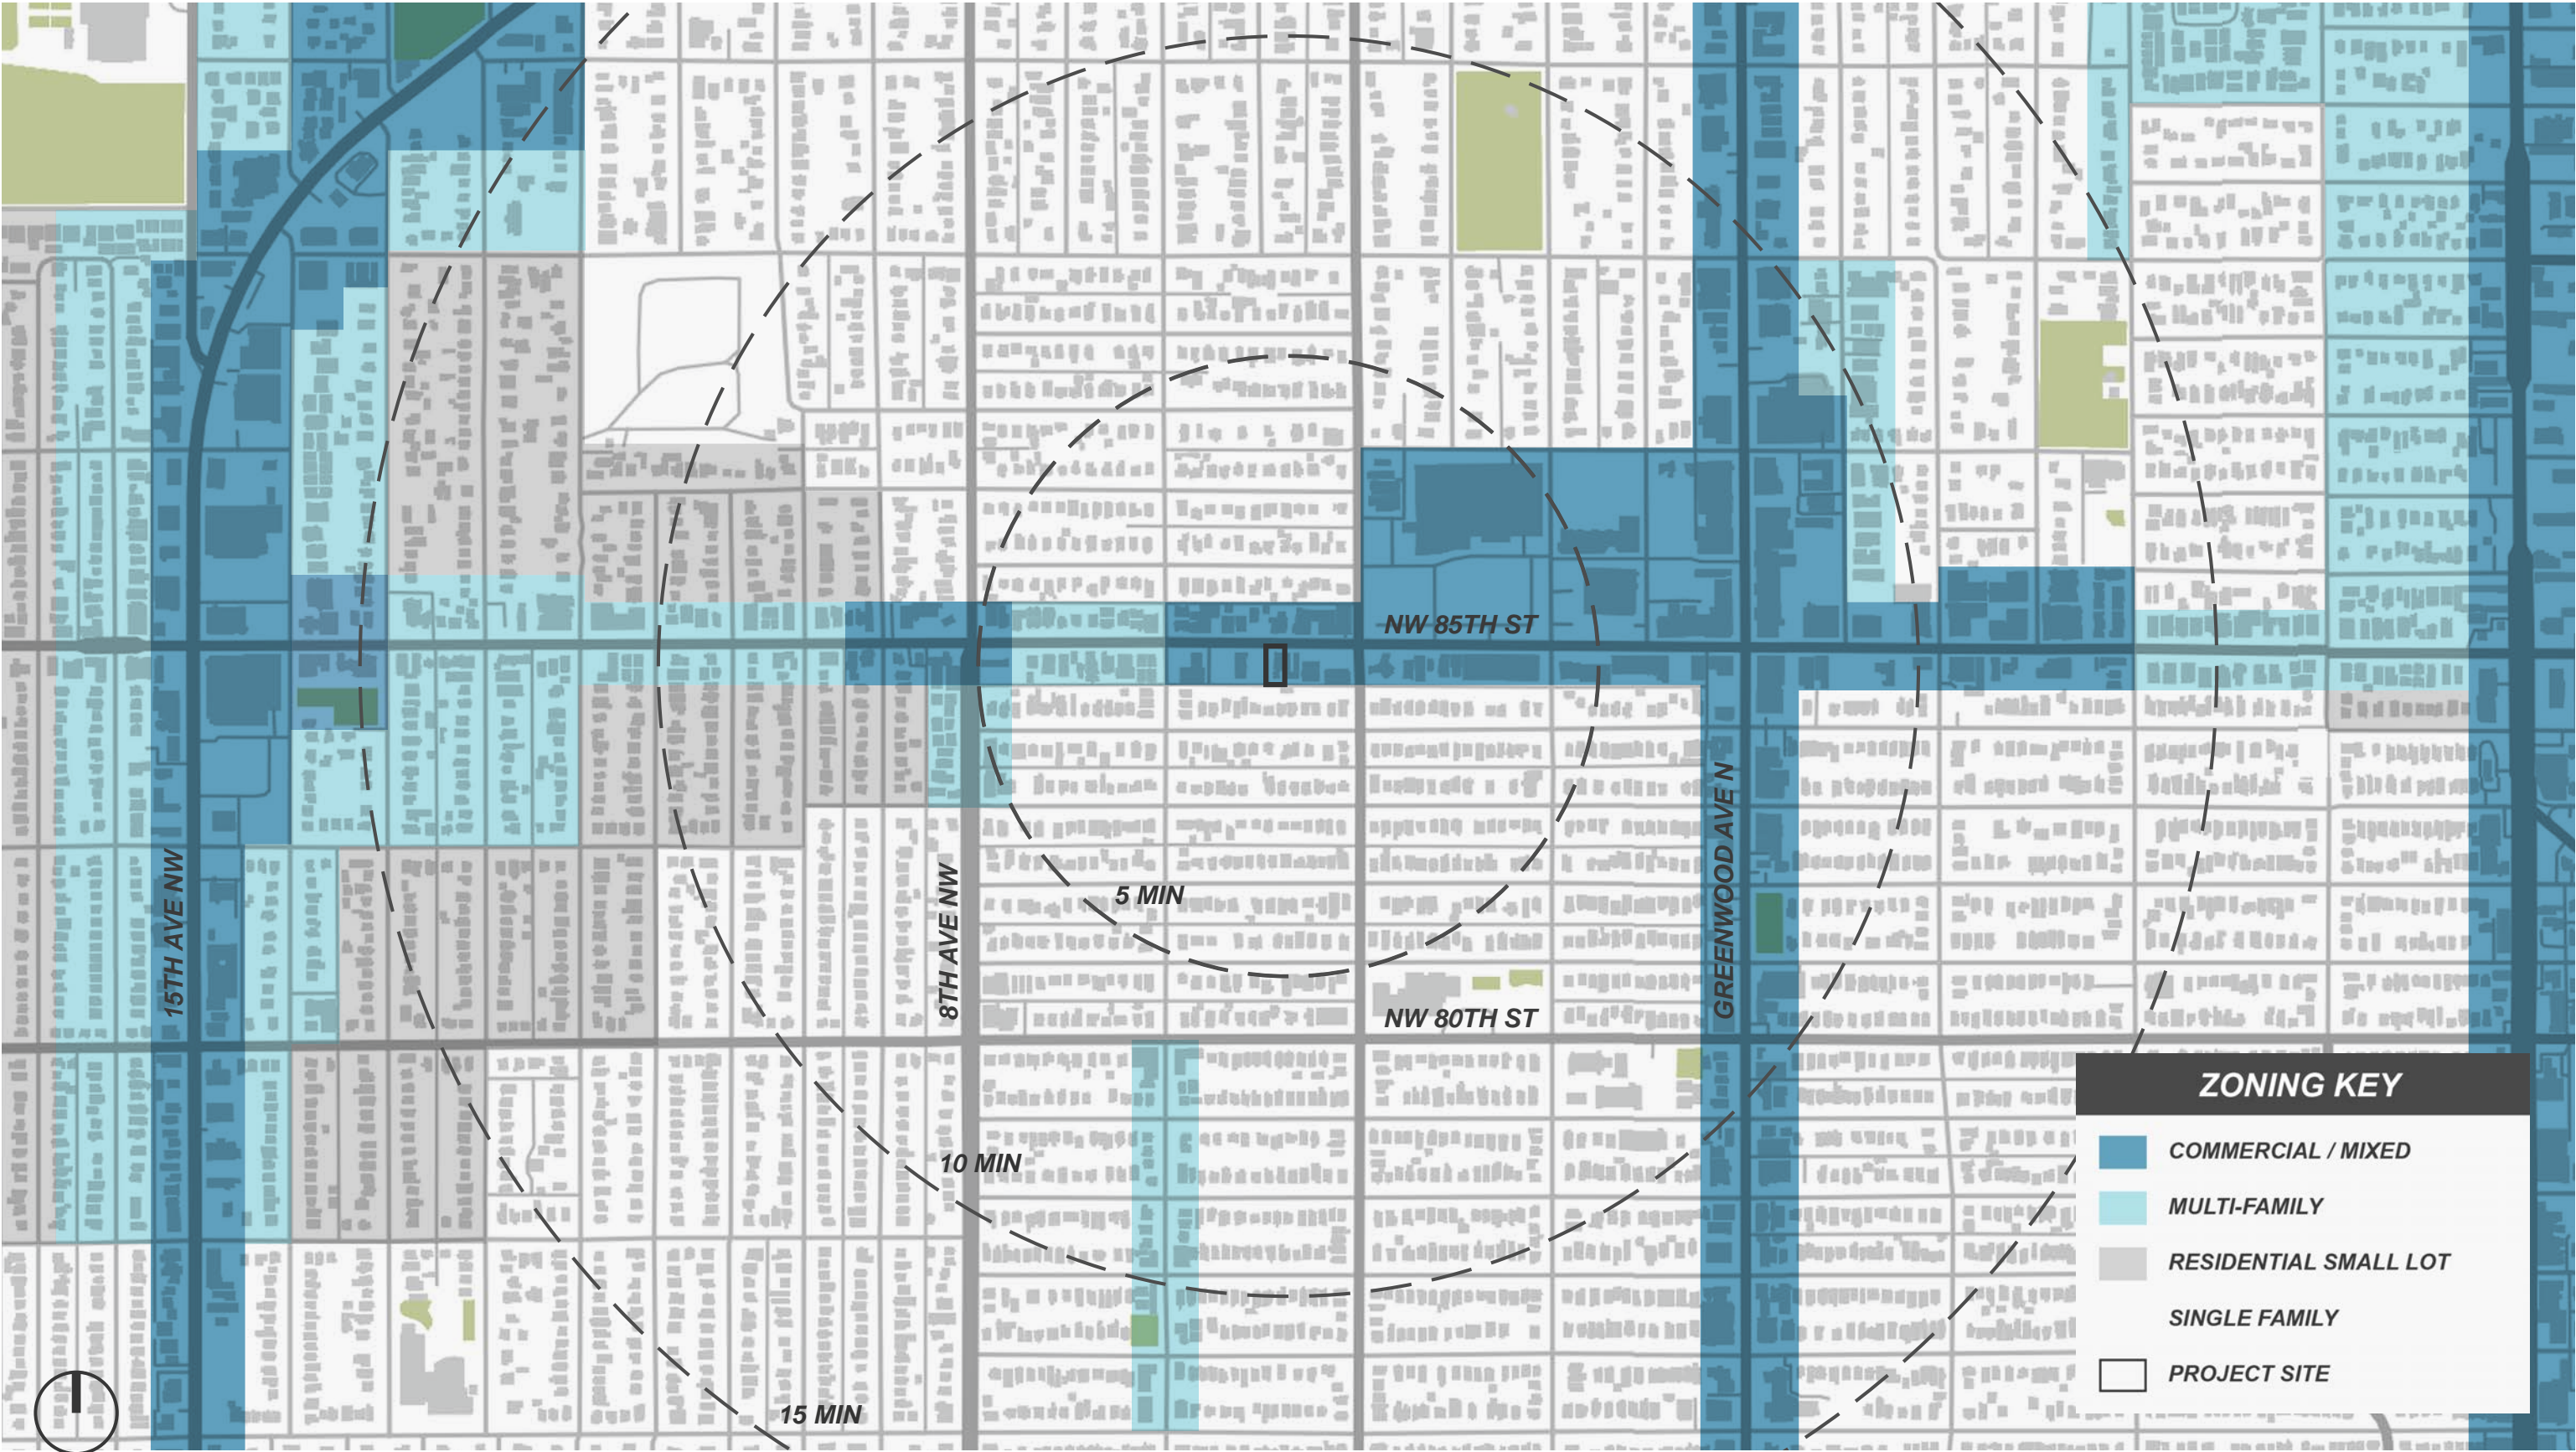 NW 85TH ST
15TH AVE NW
8TH AVE NW
GREENWOOD AVE N
5 MIN
NW 80TH ST
10 MIN
15 MIN
ZONING KEY
COMMERCIAL / MIXED
MULTI-FAMILY
RESIDENTIAL SMALL LOT
SINGLE FAMILY
PROJECT SITE